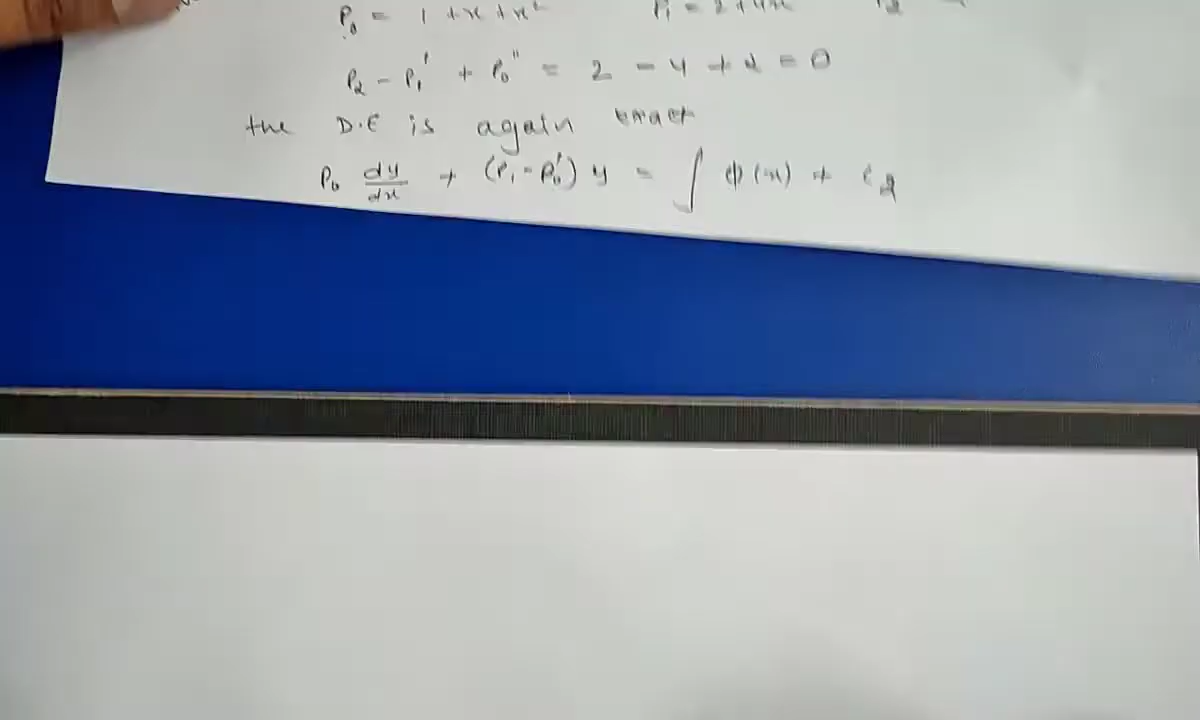 P₀ = 1 + x + x² P₁ = 2 + 4x P₂
P₂ - P₁' + P₀'' = 2 - 4 + 2 = 0
the D.E is again exact
P₀ dy/dx + (P₁ - P₀') y = ∫ φ(x) + c₂